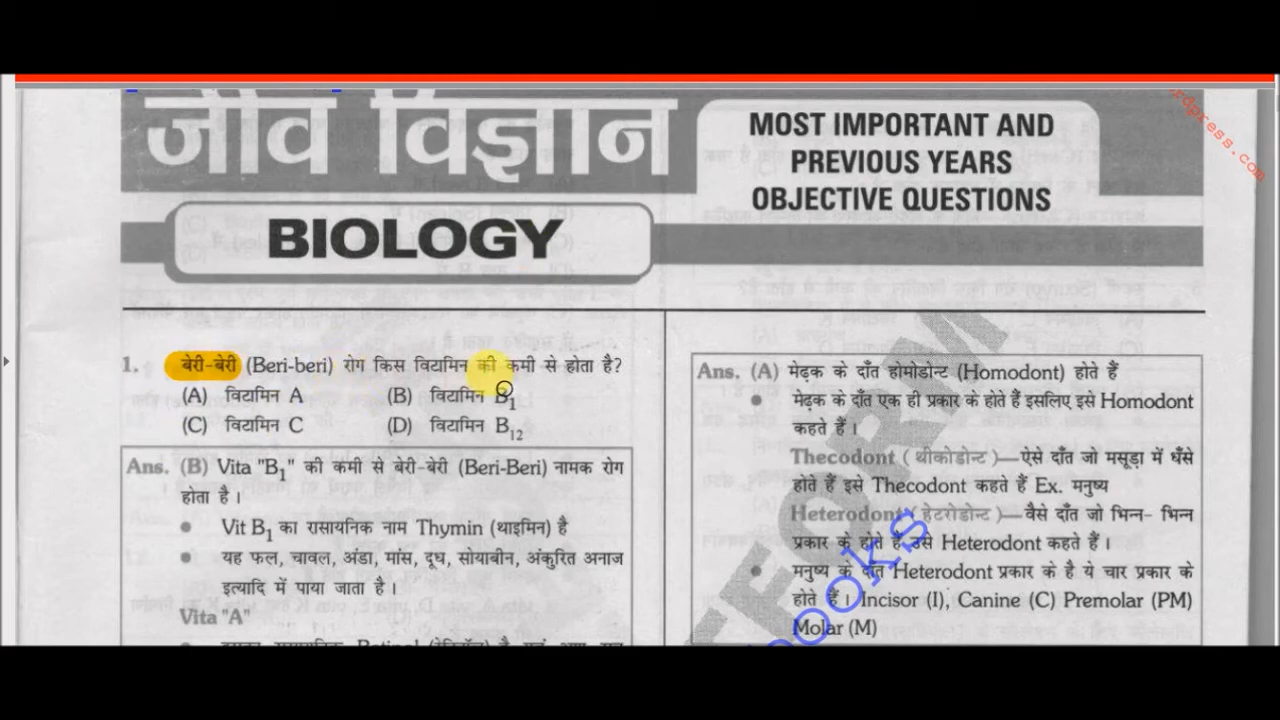 जीव विज्ञान
MOST IMPORTANT AND
PREVIOUS YEARS
OBJECTIVE QUESTIONS
BIOLOGY
1. बेरी-बेरी (Beri-beri) रोग किस विटामिन की कमी से होता है?
(A) विटामिन A (B) विटामिन B1
(C) विटामिन C (D) विटामिन B12
Ans. (B) Vita "B1" की कमी से बेरी-बेरी (Beri-Beri) नामक रोग
होता है।
● Vit B1 का रासायनिक नाम Thymin (थाइमिन) है
● यह फल, चावल, अंडा, मांस, दूध, सोयाबीन, अंकुरित अनाज
इत्यादि में पाया जाता है।
Vita "A"
Ans. (A) मेढ़क के दाँत होमोडोन्ट (Homodont) होते हैं
● मेढ़क के दाँत एक ही प्रकार के होते हैं इसलिए इसे Homodont
कहते हैं।
Thecodont (थीकोडोन्ट)—ऐसे दाँत जो मसूड़ा में धँसे
होते हैं इसे Thecodont कहते हैं Ex. मनुष्य
Heterodont (हेटरोडोन्ट)—वैसे दाँत जो भिन्न- भिन्न
प्रकार के होते हैं उसे Heterodont कहते हैं।
● मनुष्य के दाँत Heterodont प्रकार के है ये चार प्रकार के
होते हैं। Incisor (I), Canine (C) Premolar (PM)
Molar (M)
dpress.com